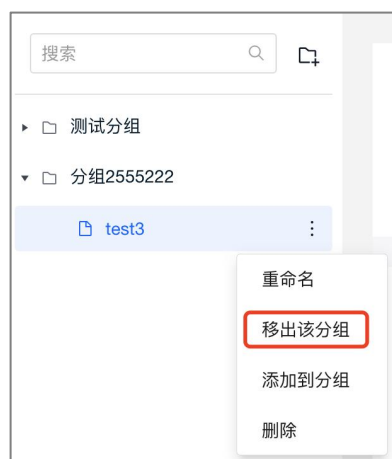 搜索
测试分组
分组2555222
test3
重命名
移出该分组
添加到分组
删除